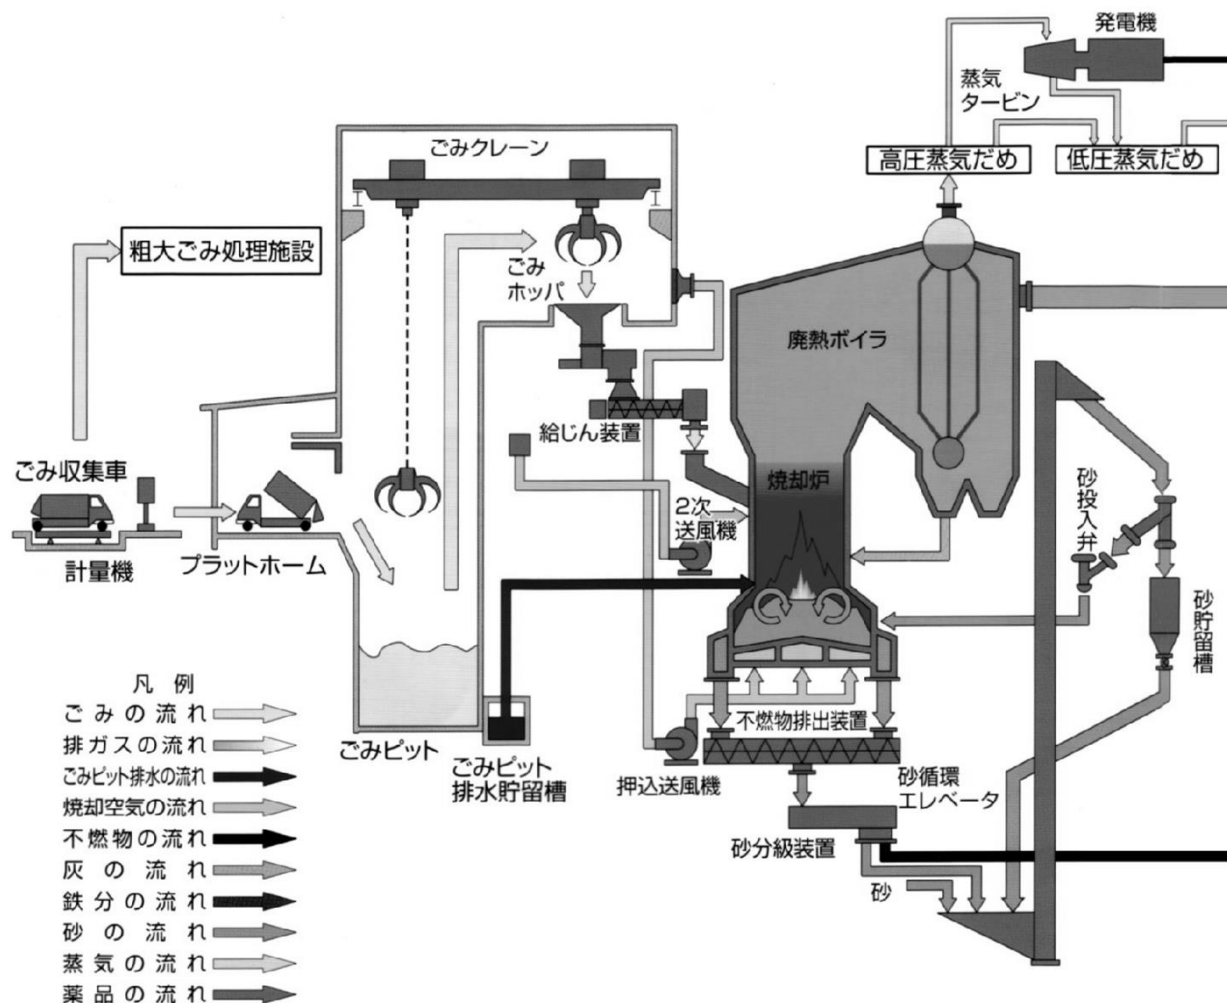 発電機
蒸気
タービン
ごみクレーン
高圧蒸気だめ
低圧蒸気だめ
粗大ごみ処理施設
ごみ
ホッパ
廃熱ボイラ
給じん装置
ごみ収集車
焼却炉
2次
送風機
砂投入弁
計量機
プラットホーム
砂貯留槽
凡例
ごみの流れ
排ガスの流れ
ごみピット排水の流れ
焼却空気の流れ
不燃物の流れ
灰の流れ
鉄分の流れ
砂の流れ
蒸気の流れ
薬品の流れ
ごみピット
ごみピット
排水貯留槽
不燃物排出装置
押込送風機
砂循環
エレベータ
砂分級装置
砂